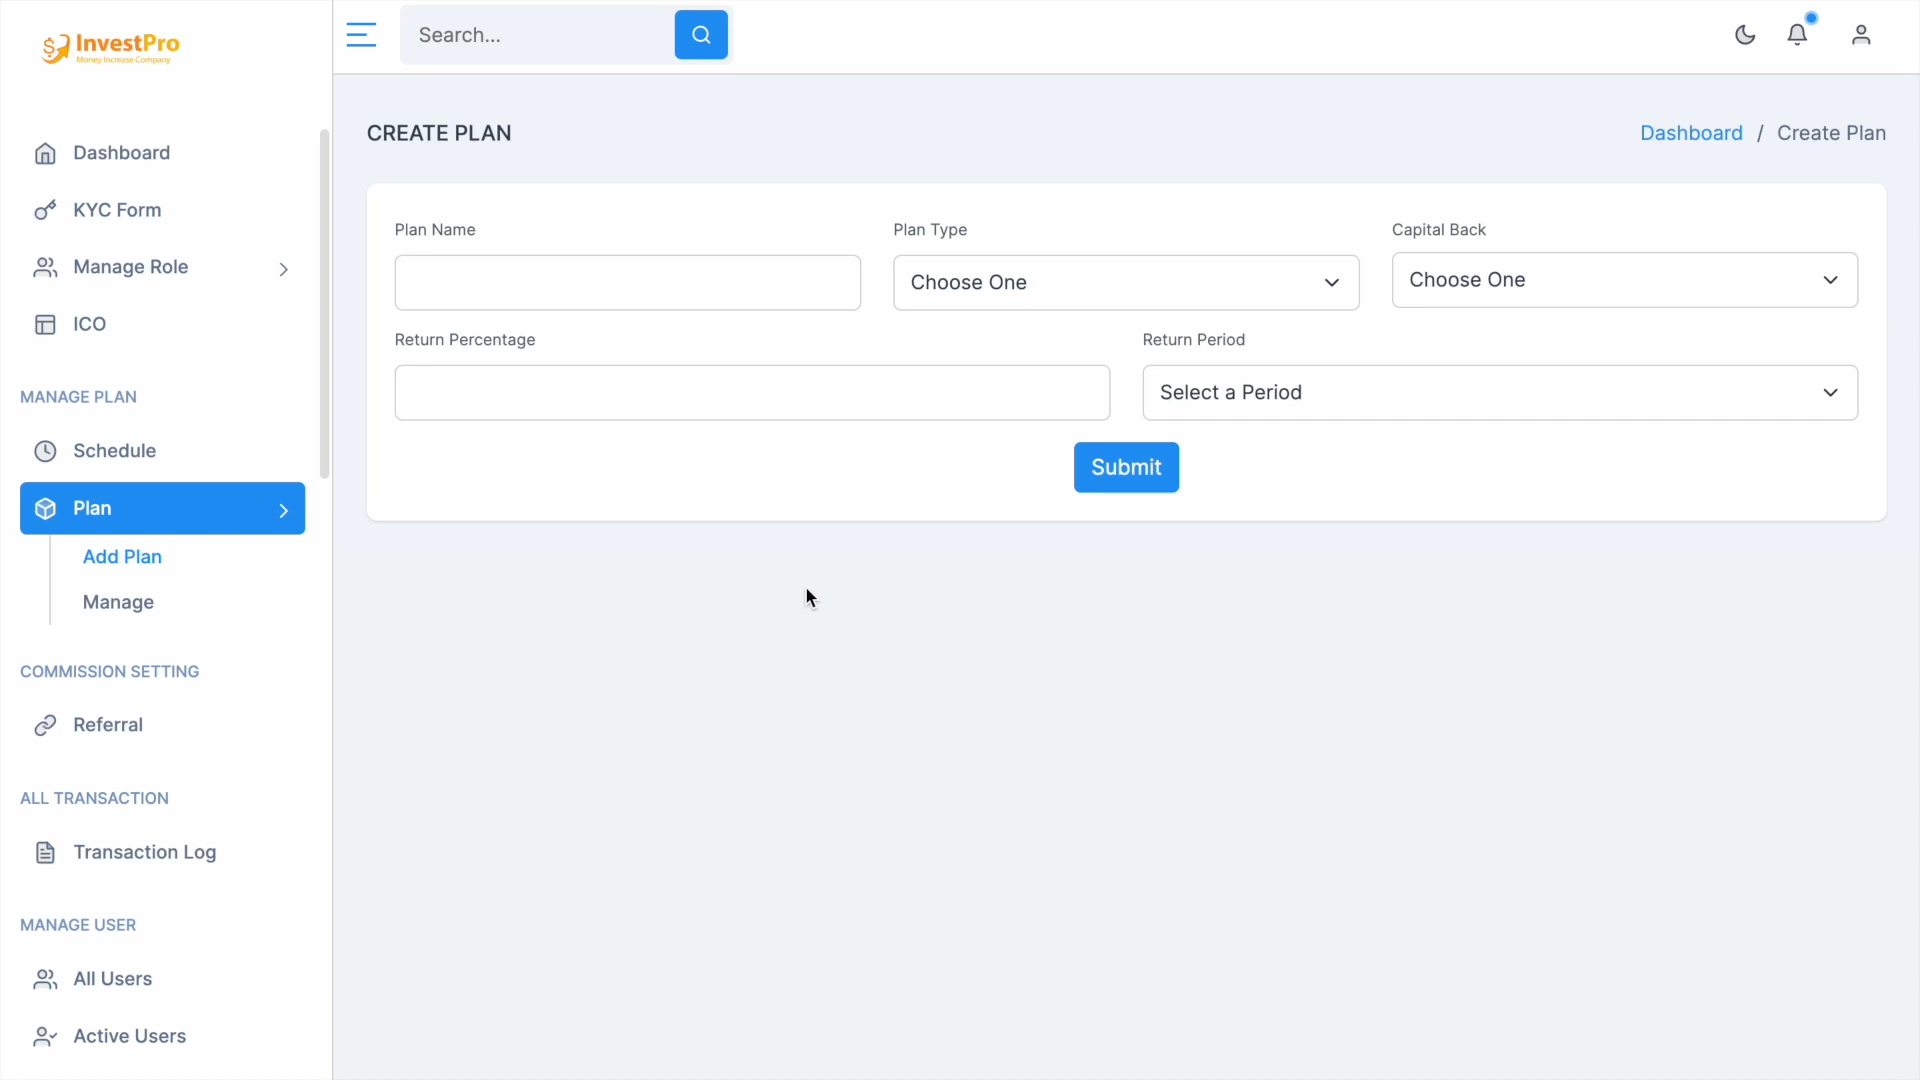 InvestPro
Money Increase Company
Search...
Dashboard
KYC Form
Manage Role
ICO
MANAGE PLAN
Schedule
Plan
Add Plan
Manage
COMMISSION SETTING
Referral
ALL TRANSACTION
Transaction Log
MANAGE USER
All Users
Active Users
CREATE PLAN
Dashboard / Create Plan
Plan Name
Plan Type
Capital Back
Choose One
Choose One
Return Percentage
Return Period
Select a Period
Submit